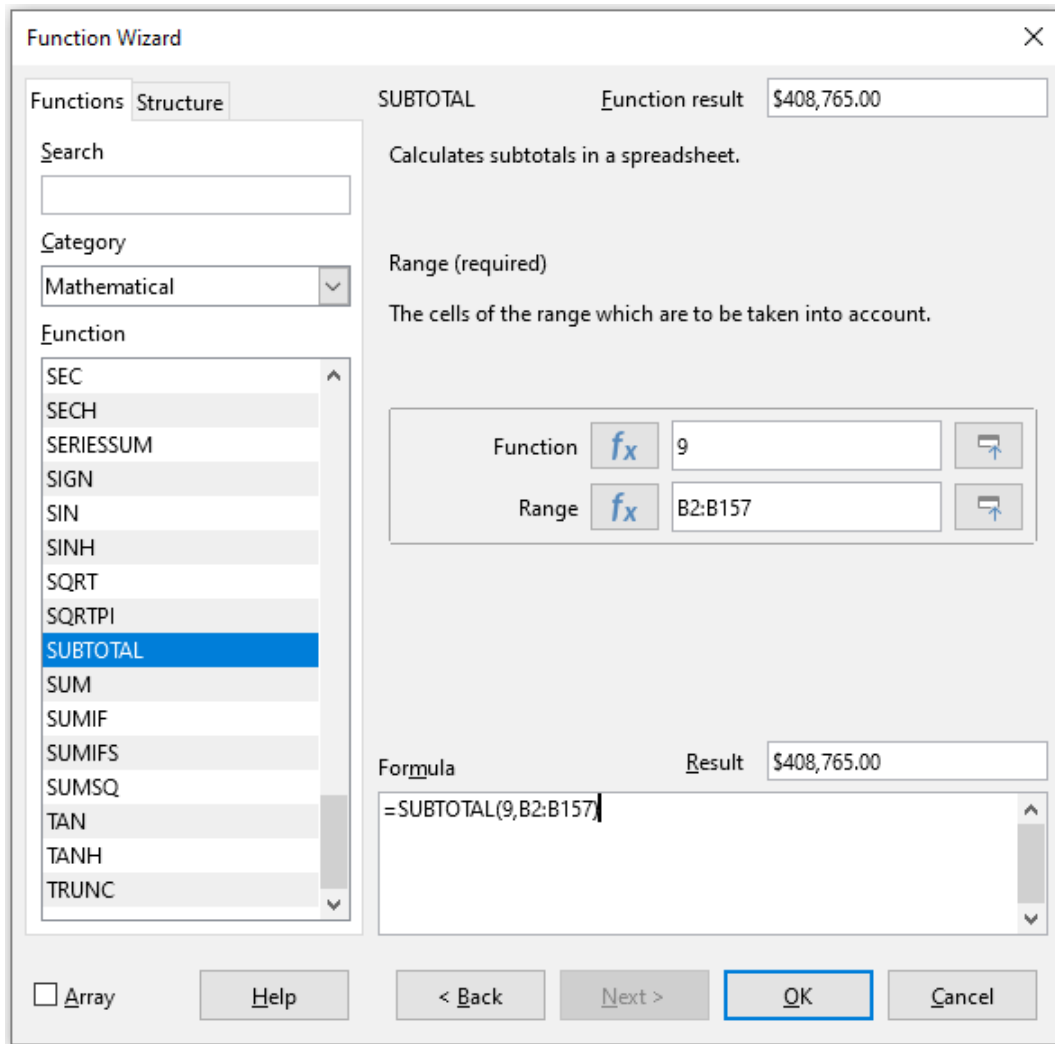 Function Wizard
Functions Structure
Search
Category
Mathematical
Function
SEC
SECH
SERIESSUM
SIGN
SIN
SINH
SQRT
SQRTPI
SUBTOTAL
SUM
SUMIF
SUMIFS
SUMSQ
TAN
TANH
TRUNC
SUBTOTAL Function result $408,765.00
Calculates subtotals in a spreadsheet.
Range (required)
The cells of the range which are to be taken into account.
Function fx 9
Range fx B2:B157
Formula Result $408,765.00
=SUBTOTAL(9,B2:B157)
Array Help < Back Next > OK Cancel